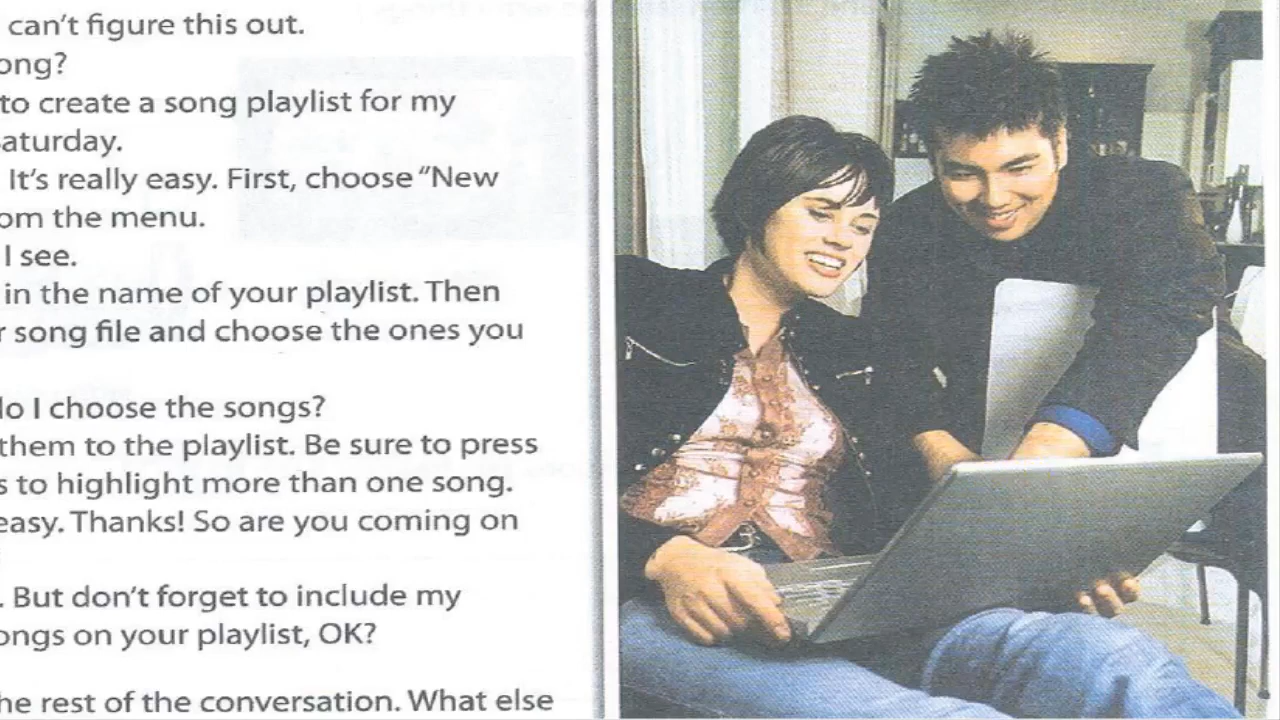 can't figure this out.
ong?
to create a song playlist for my
aturday.
It's really easy. First, choose "New
om the menu.
I see.
in the name of your playlist. Then
r song file and choose the ones you
do I choose the songs?
them to the playlist. Be sure to press
s to highlight more than one song.
easy. Thanks! So are you coming on
. But don't forget to include my
ongs on your playlist, OK?
he rest of the conversation. What else